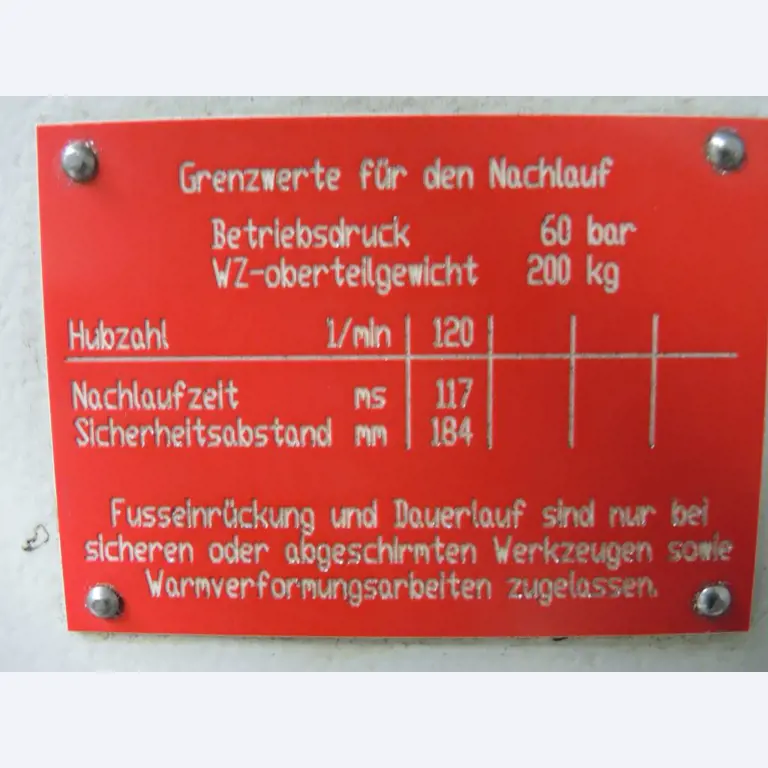 Grenzwerte für den Nachlauf
Betriebsdruck 60 bar
WZ-oberteilgewicht 200 kg
Hubzahl 1/min 120
Nachlaufzeit ms 117
Sicherheitsabstand mm 184
Fusseinrückung und Dauerlauf sind nur bei
sicheren oder abgeschirmten Werkzeugen sowie
Warmverformungsarbeiten zugelassen.